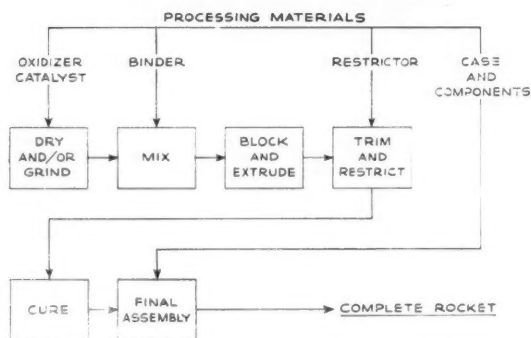 PROCESSING MATERIALS
OXIDIZER
CATALYST
BINDER
RESTRICTOR
CASE
AND
COMPONENTS
DRY
AND/OR
GRIND
MIX
BLOCK
AND
EXTRUDE
TRIM
AND
RESTRICT
CURE
FINAL
ASSEMBLY
COMPLETE ROCKET